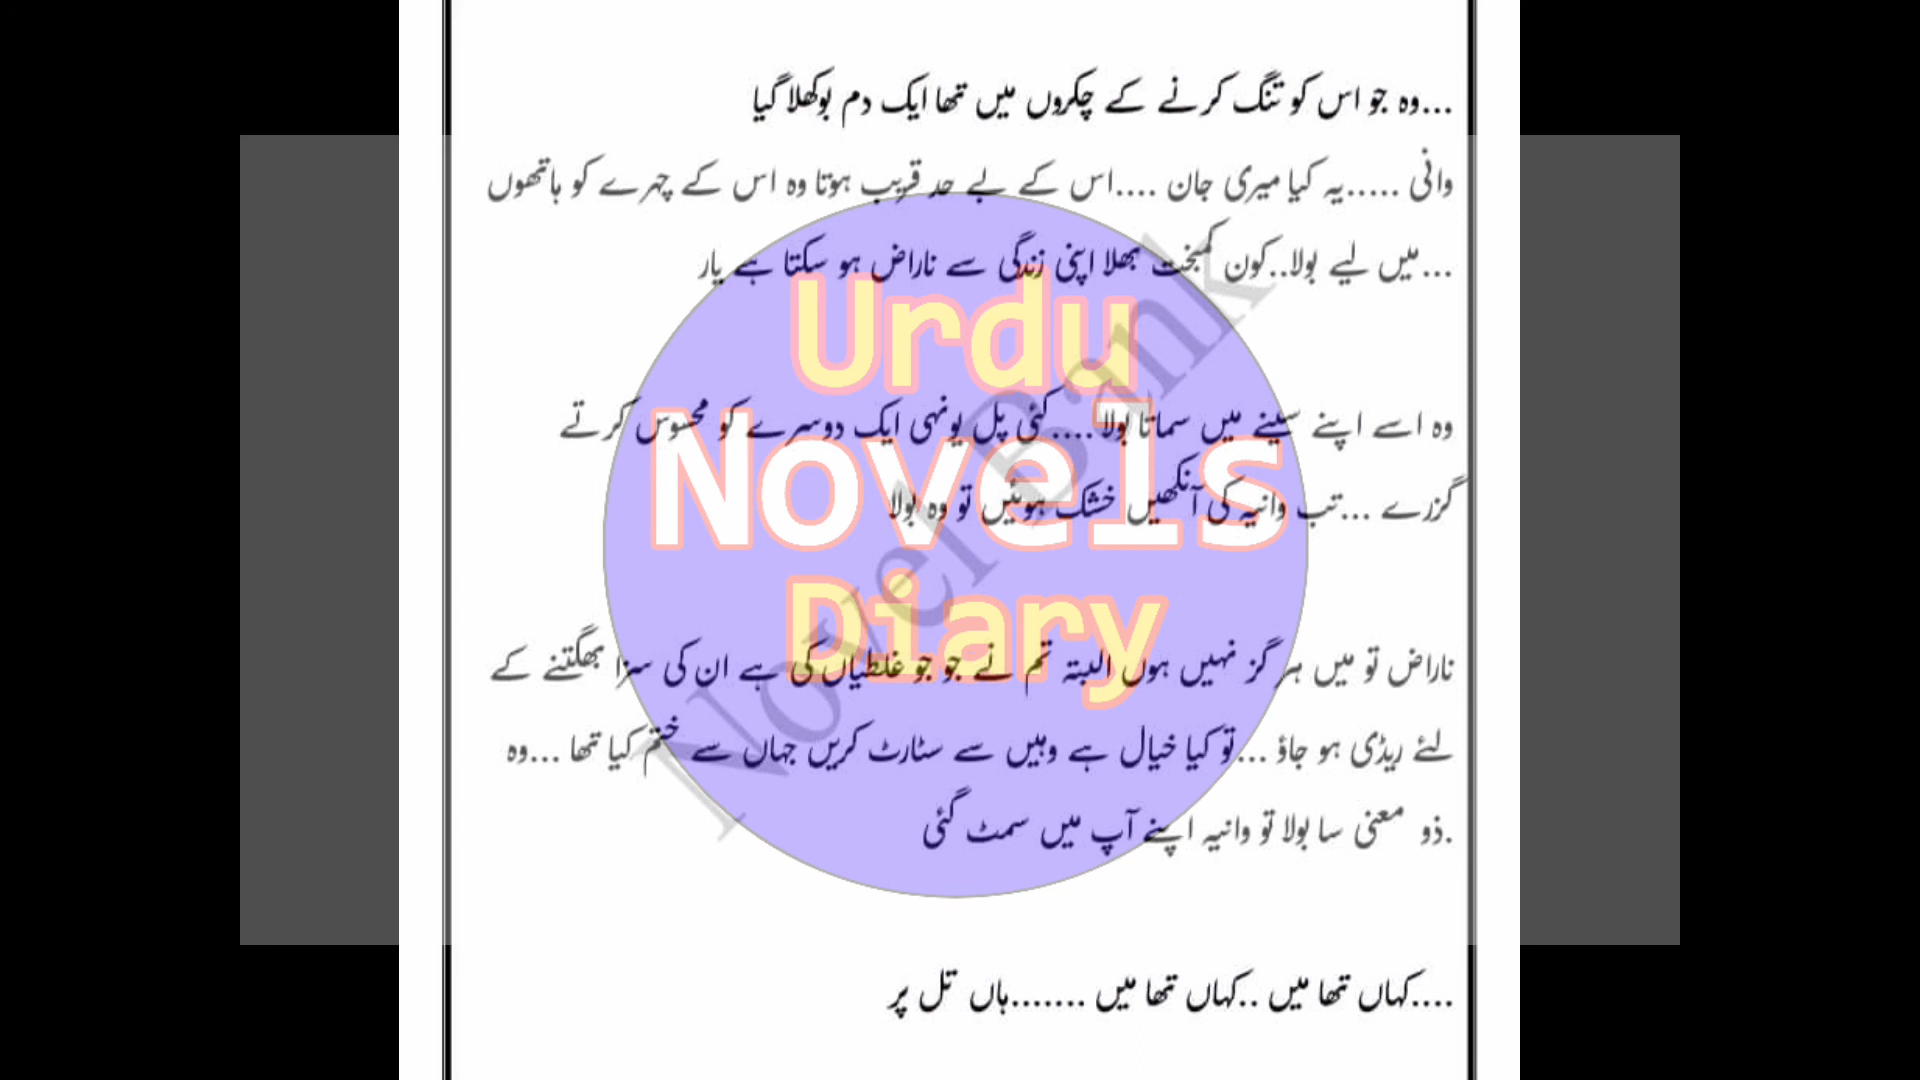 وہ جو اس کو تنگ کرنے کے چکروں میں تھا ایک دم بوکھلا گیا...
وانی .....یہ کیا میری جان ....اس کے بے حد قریب ہوتا وہ اس کے چہرے کو ہاتھوں
میں لیے بولا..کون کمبخت بھلا اپنی زندگی سے ناراض ہو سکتا ہے یار...
وہ اسے اپنے سینے میں سماتا بولا....کئی پل یونہی ایک دوسرے کو محسوس کرتے
گزرے ...تب وانیہ کی آنکھیں خشک ہوئیں تو وہ بولا
ناراض تو میں ہرگز نہیں ہوں البتہ تم نے جو جو غلطیاں کی ہے ان کی سزا بھگتنے کے
لئے ریڈی ہو جاؤ ...تو کیا خیال ہے وہیں سے سٹارٹ کریں جہاں سے ختم کیا تھا ...وہ
ذو معنی سا بولا تو وانیہ اپنے آپ میں سمٹ گئی.
کہاں تھا میں ..کہاں تھا میں .......ہاں تل پر....
Urdu
Novels
Diary
Novel Bank